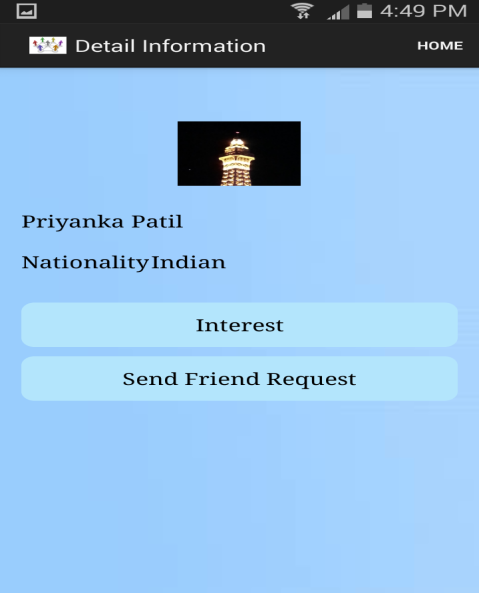 4:49 PM
Detail Information
HOME
Priyanka Patil
NationalityIndian
Interest
Send Friend Request